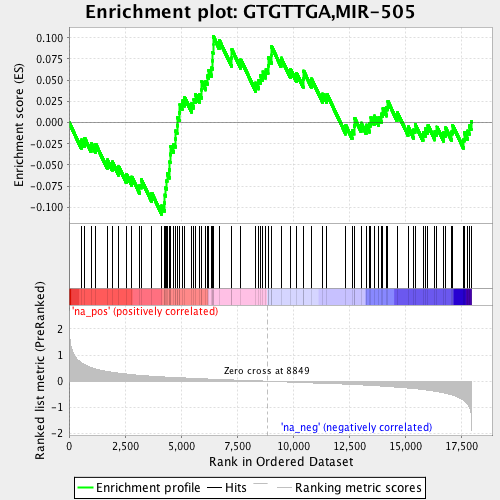 Enrichment plot: GTGTTGA,MIR-505
Enrichment score (ES)
0.100
0.075
0.050
0.025
0.000
-0.025
-0.050
-0.075
-0.100
'na_pos' (positively correlated)
Ranked list metric (PreRanked)
2
1
0
-1
-2
Zero cross at 8849
'na_neg' (negatively correlated)
0
2,500
5,000
7,500
10,000
12,500
15,000
17,500
Rank in Ordered Dataset
Enrichment profile
Hits
Ranking metric scores